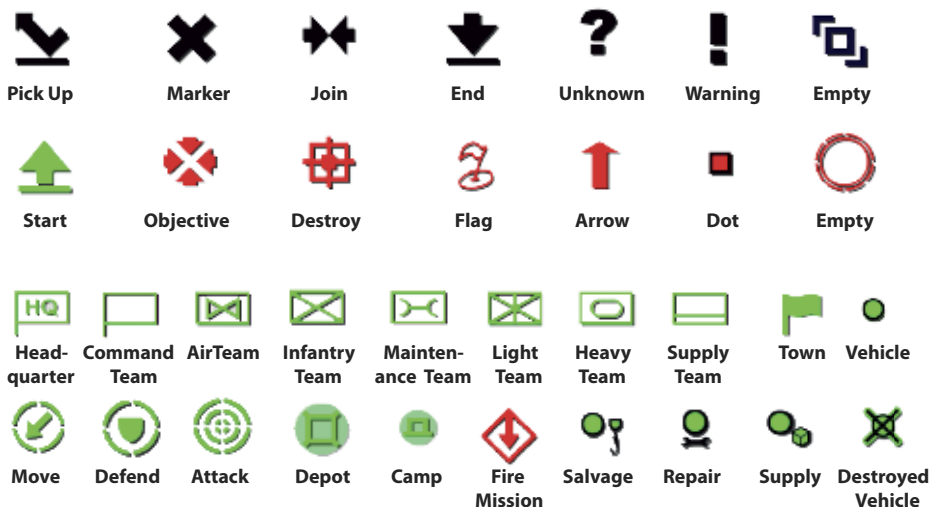 Pick Up Marker Join End Unknown Warning Empty
Start Objective Destroy Flag Arrow Dot Empty
HQ
Head- Command AirTeam Infantry Mainten- Light Heavy Supply Town Vehicle
quarter Team Team ance Team Team Team Team
Move Defend Attack Depot Camp Fire Salvage Repair Supply Destroyed
Mission Vehicle